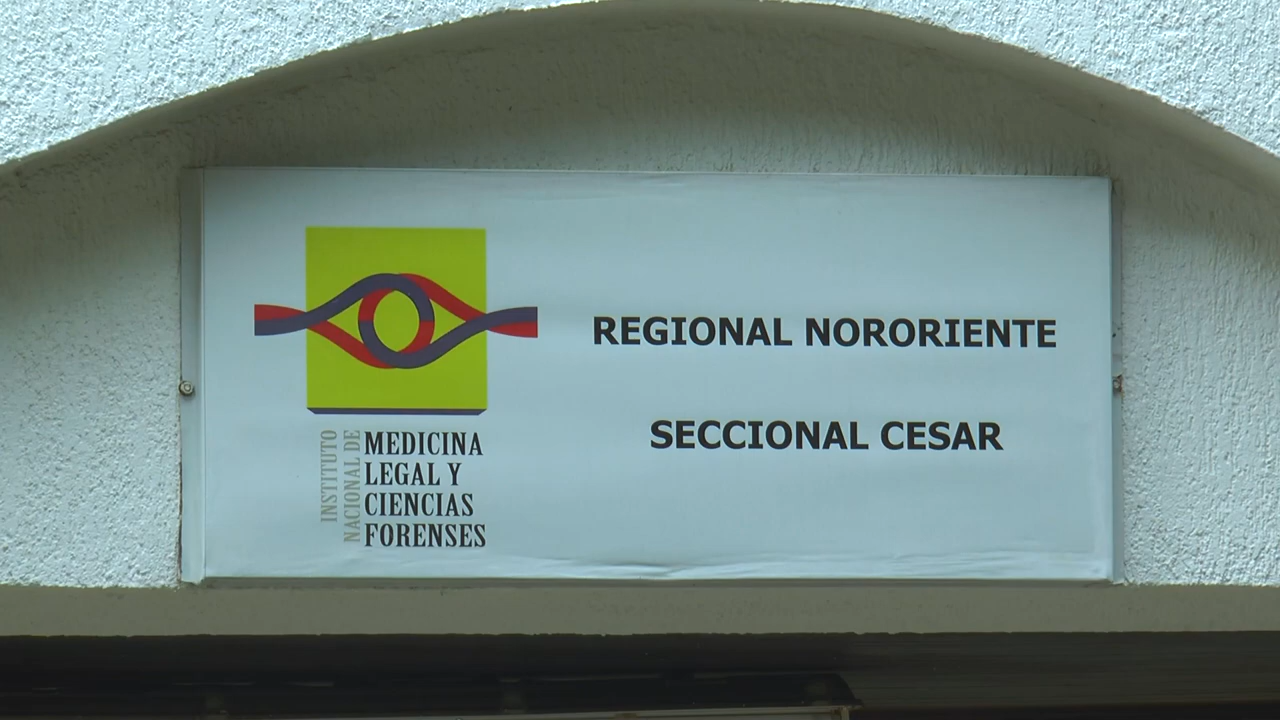 INSTITUTO
NACIONAL DE
MEDICINA
LEGAL Y
CIENCIAS
FORENSES
REGIONAL NORORIENTE
SECCIONAL CESAR